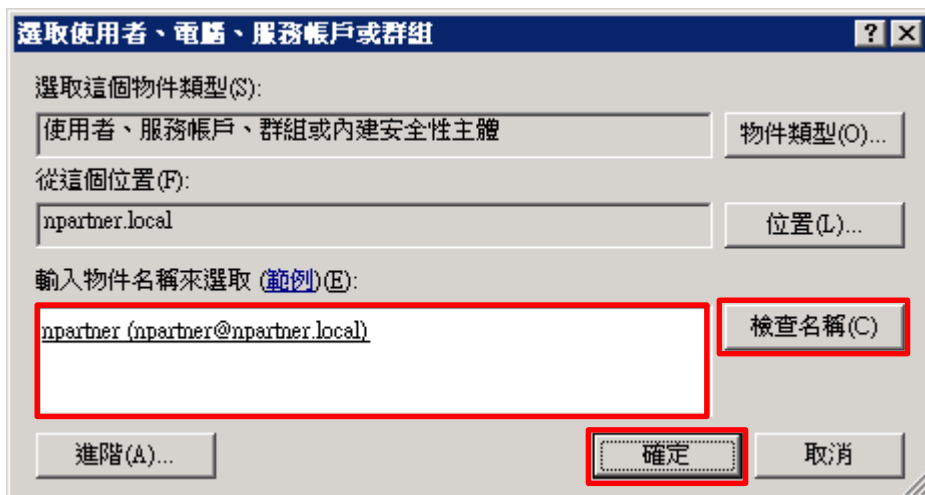 選取使用者、電腦、服務帳戶或群組
選取這個物件類型(S):
使用者、服務帳戶、群組或內建安全性主體
物件類型(O)...
從這個位置(F):
npartner.local
位置(L)...
輸入物件名稱來選取 (範例)(E):
npartner (npartner@npartner.local)
檢查名稱(C)
進階(A)...
確定
取消